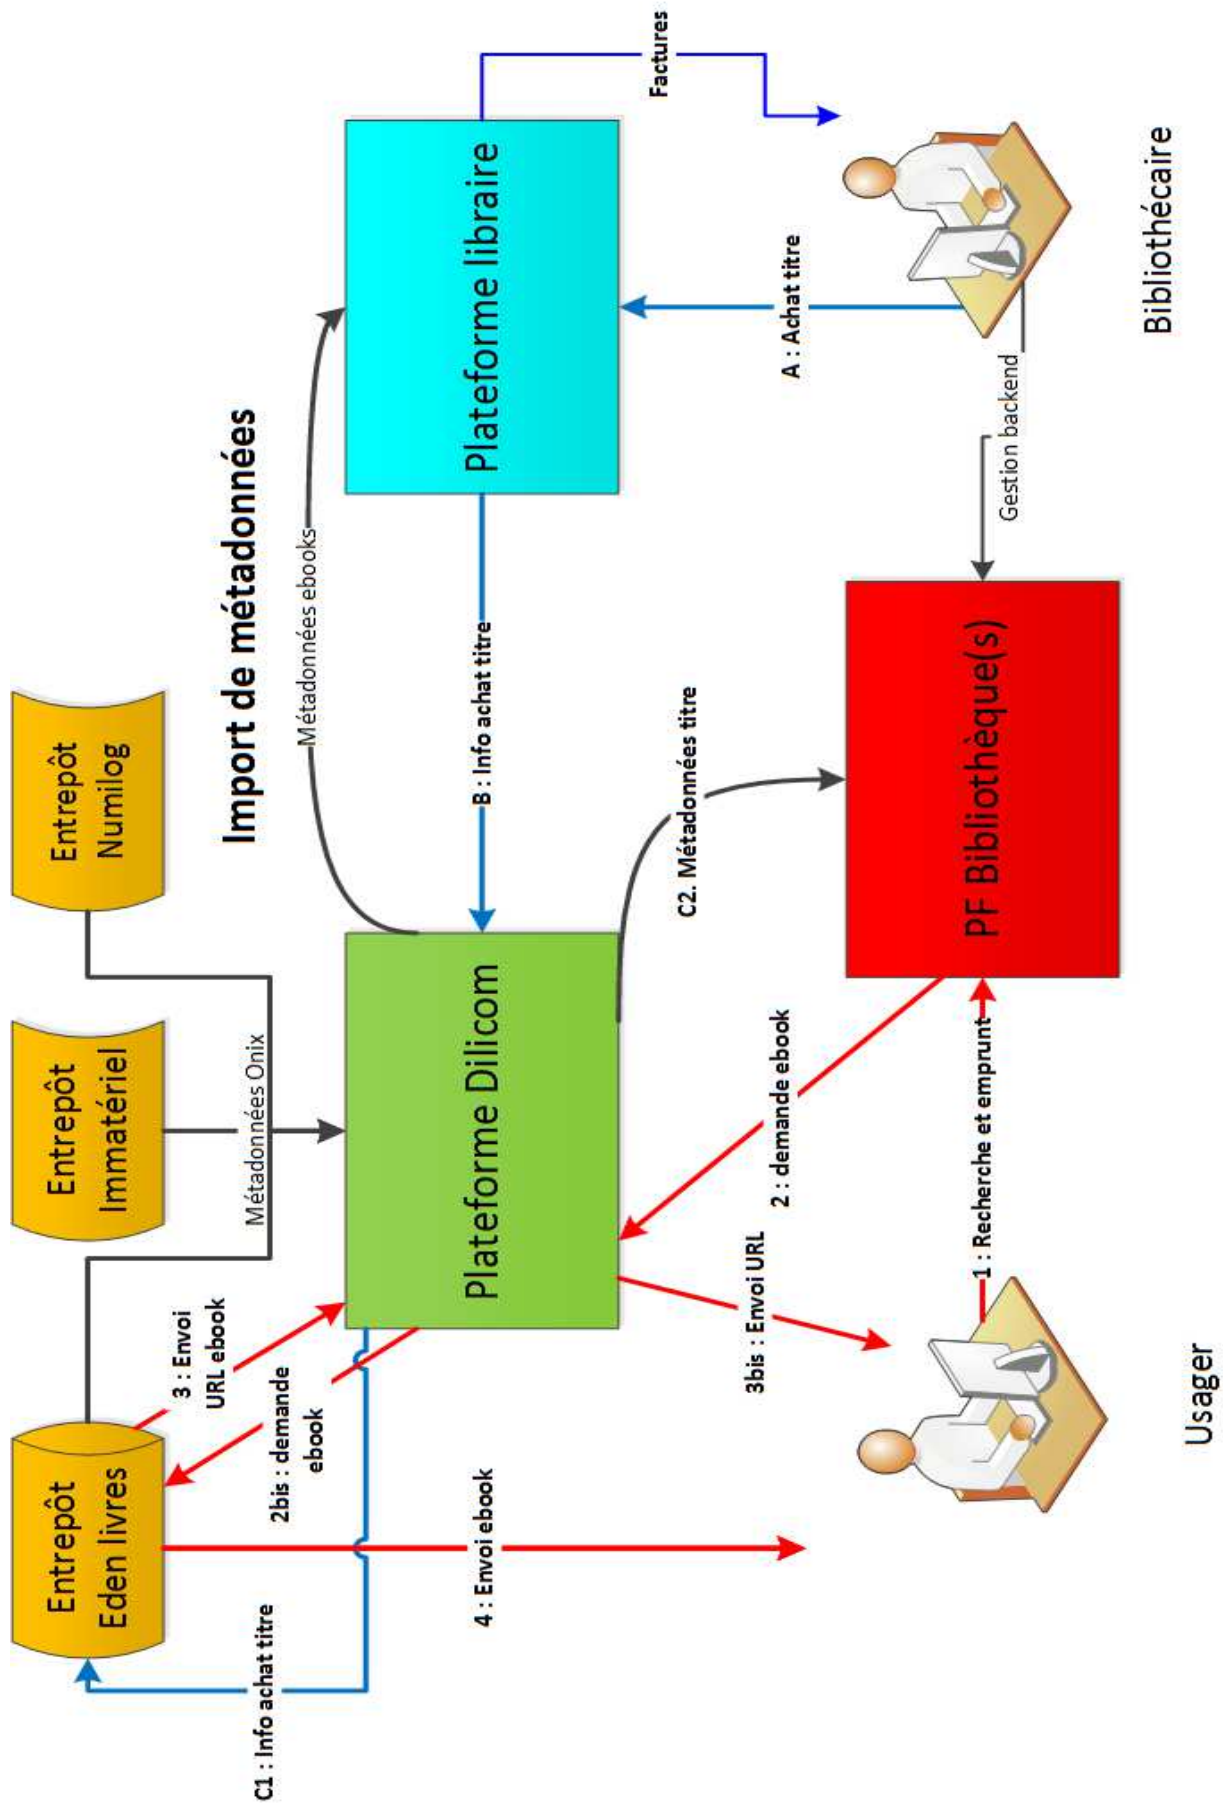 Entrepôt
Eden livres
Entrepôt
Immatériel
Entrepôt
Numilog
C1 : Info achat titre
3 : Envoi
URL ebook
2bis : demande
ebook
Métadonnées Onix
Import de métadonnées
Métadonnées ebooks
4 : Envoi ebook
Plateforme Dilicom
B : Info achat titre
Plateforme libraire
Factures
3bis : Envoi URL
2 : demande ebook
C2. Métadonnées titre
A : Achat titre
1 : Recherche et emprunt
PF Bibliothèque(s)
Gestion backend
Usager
Bibliothécaire